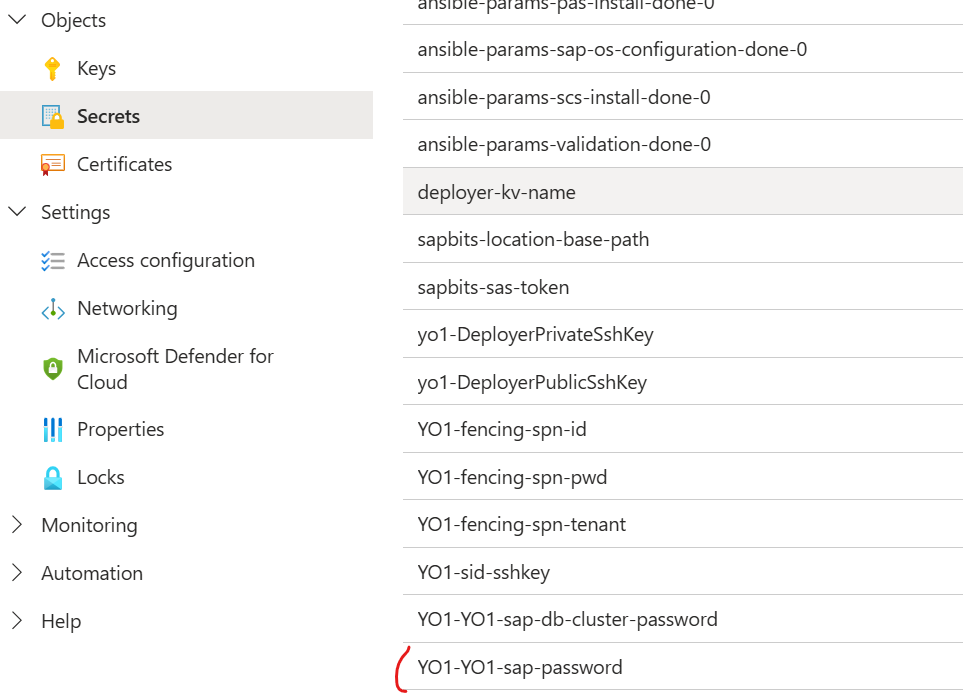 Objects
Keys
Secrets
Certificates
Settings
Access configuration
Networking
Microsoft Defender for
Cloud
Properties
Locks
Monitoring
Automation
Help
ansible-params-pas-install-done-0
ansible-params-sap-os-configuration-done-0
ansible-params-scs-install-done-0
ansible-params-validation-done-0
deployer-kv-name
sapbits-location-base-path
sapbits-sas-token
yo1-DeployerPrivateSshKey
yo1-DeployerPublicSshKey
YO1-fencing-spn-id
YO1-fencing-spn-pwd
YO1-fencing-spn-tenant
YO1-sid-sshkey
YO1-YO1-sap-db-cluster-password
YO1-YO1-sap-password